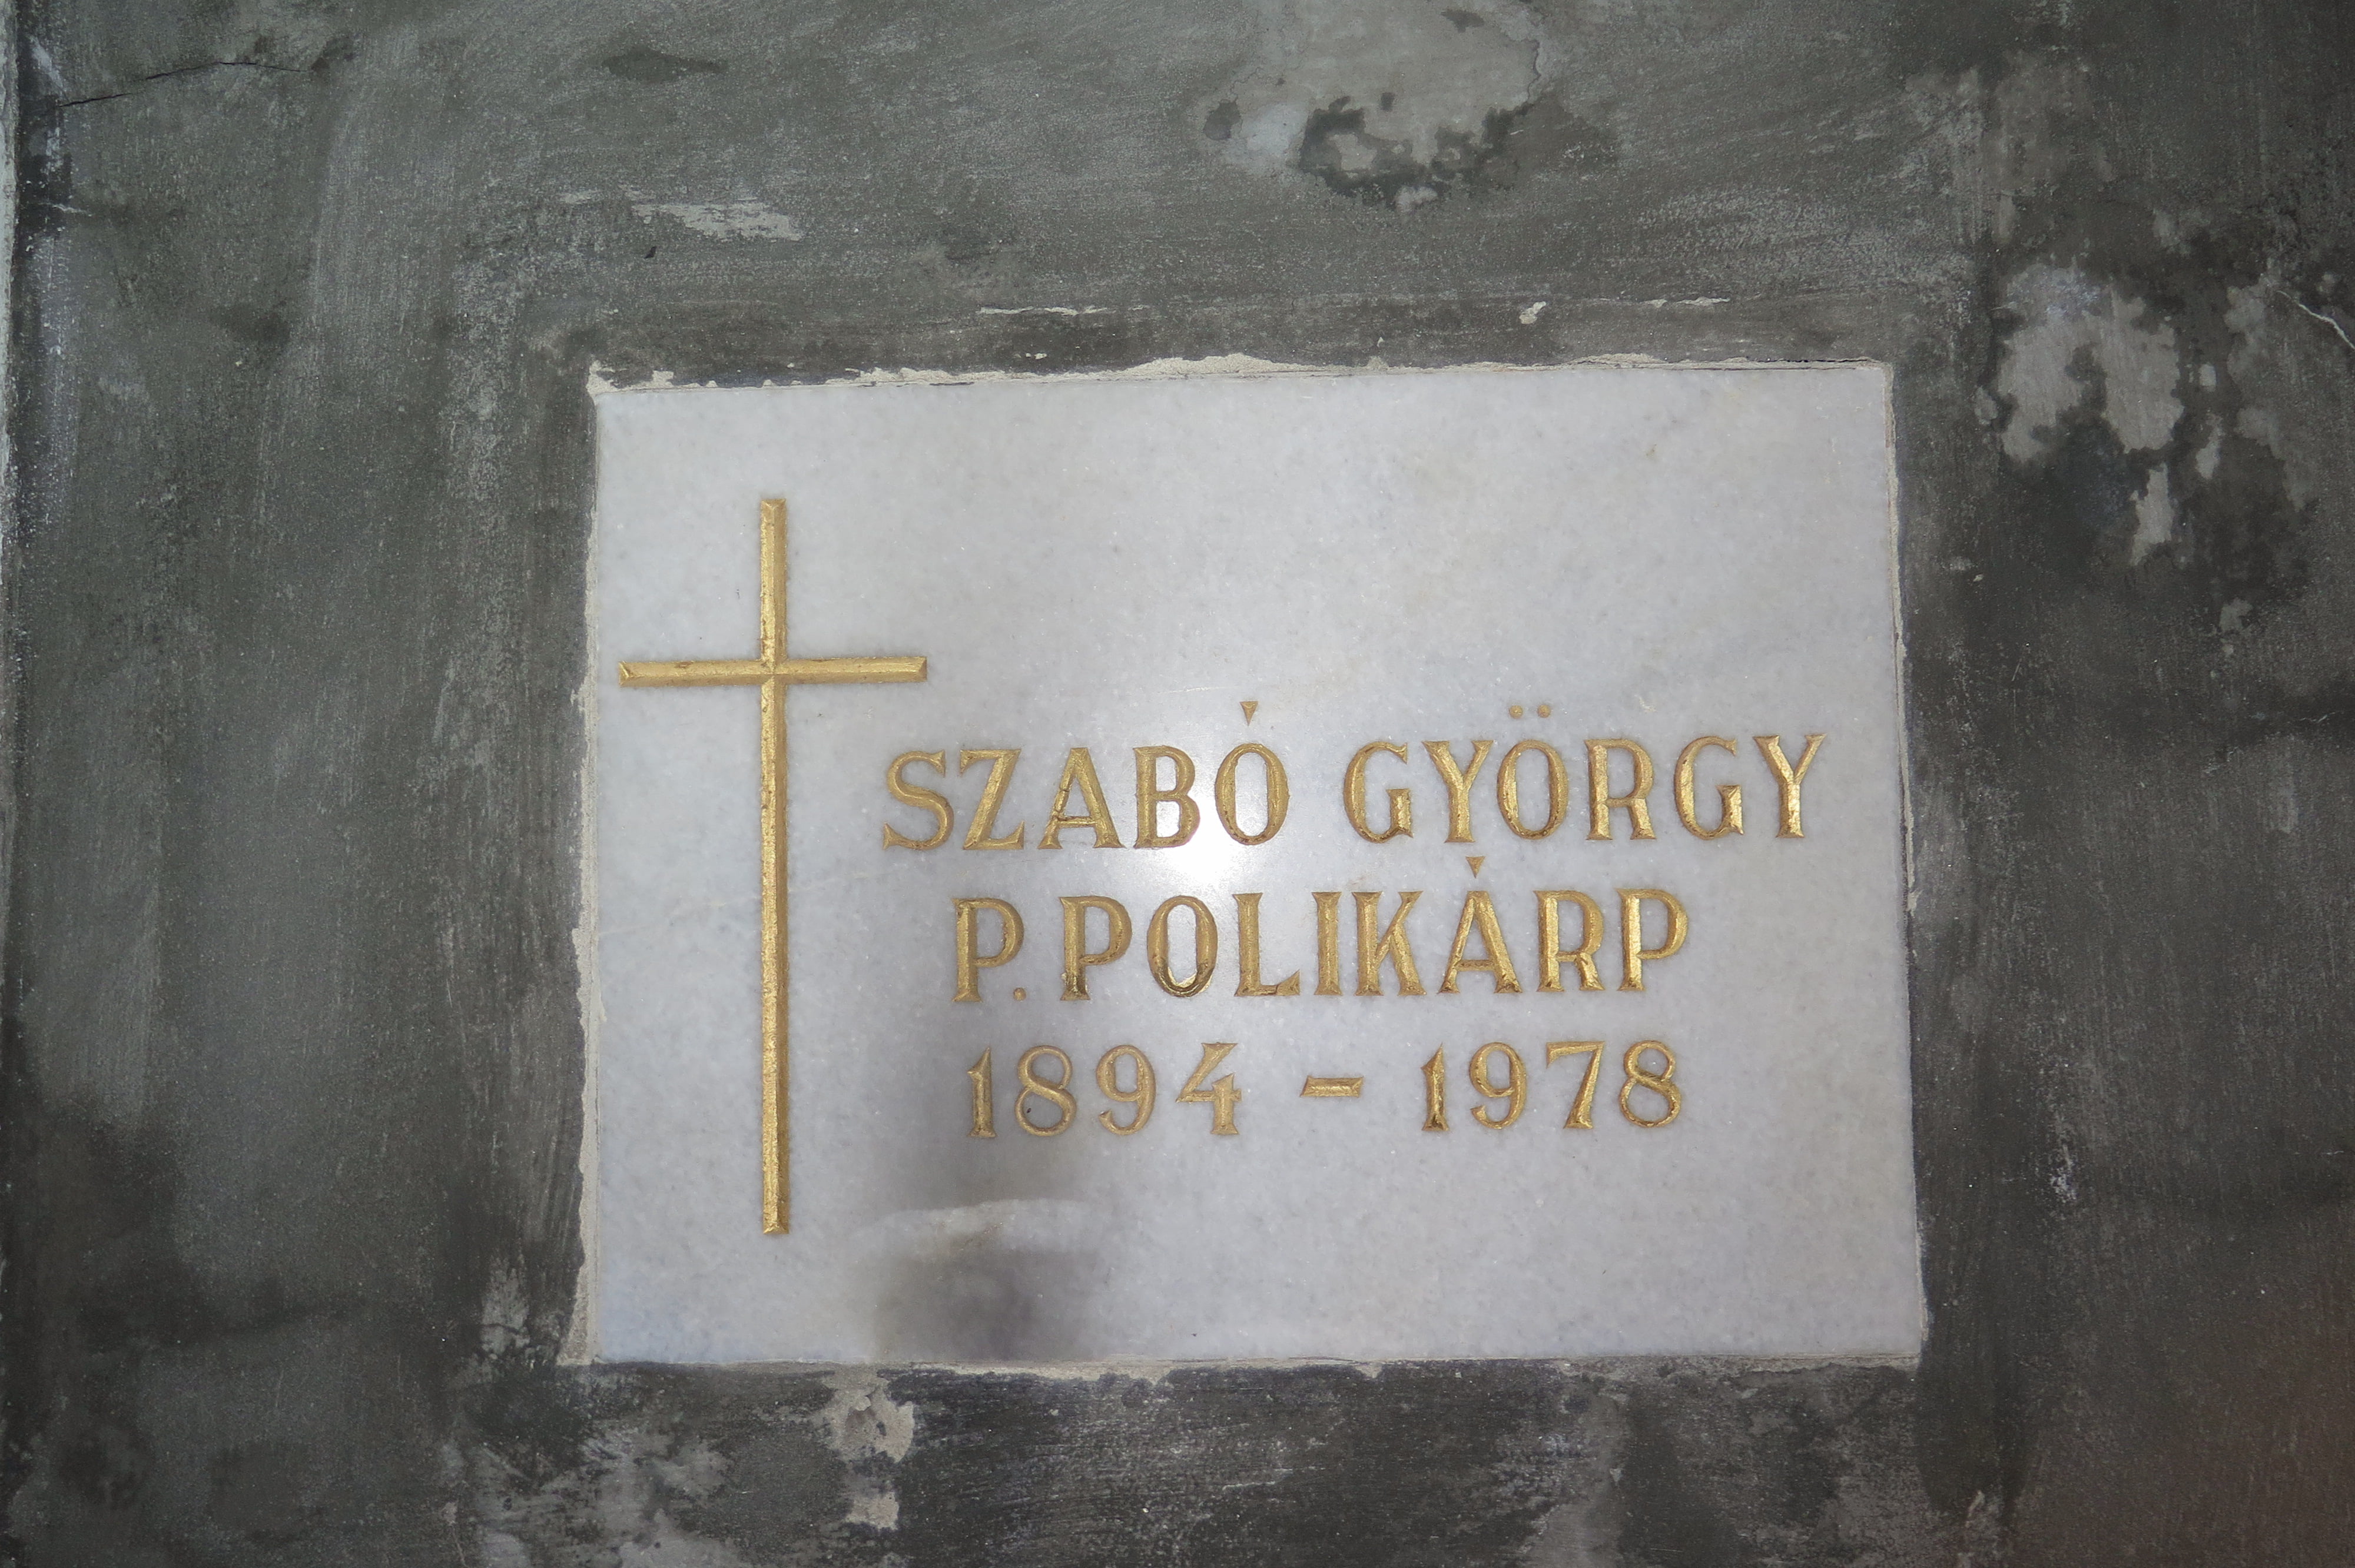 SZABÓ GYÖRGY
P. POLIKÁRP
1894 - 1978